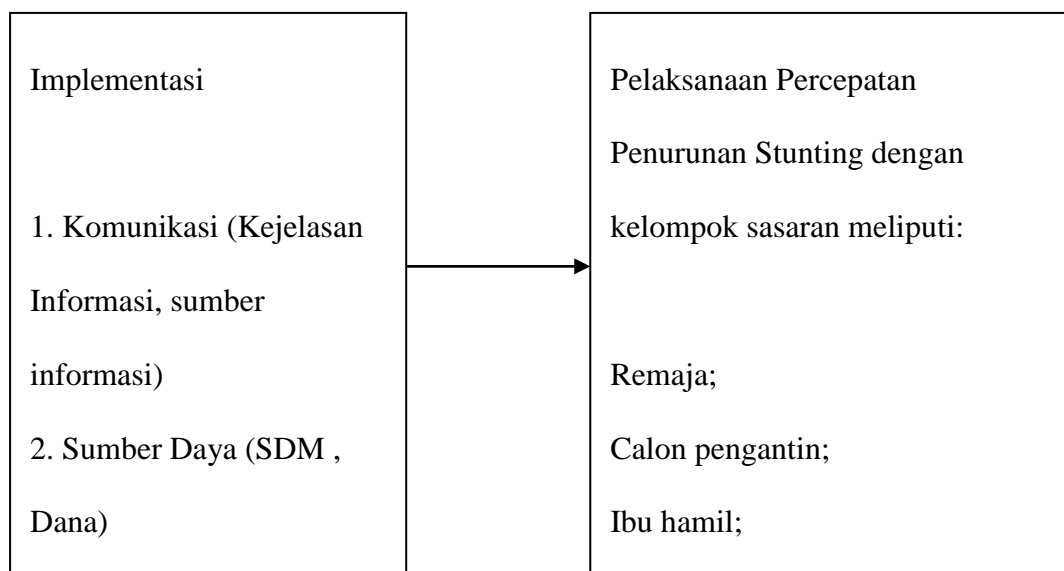 Implementasi
1. Komunikasi (Kejelasan
Informasi, sumber
informasi)
2. Sumber Daya (SDM ,
Dana)
Pelaksanaan Percepatan
Penurunan Stunting dengan
kelompok sasaran meliputi:
Remaja;
Calon pengantin;
Ibu hamil;